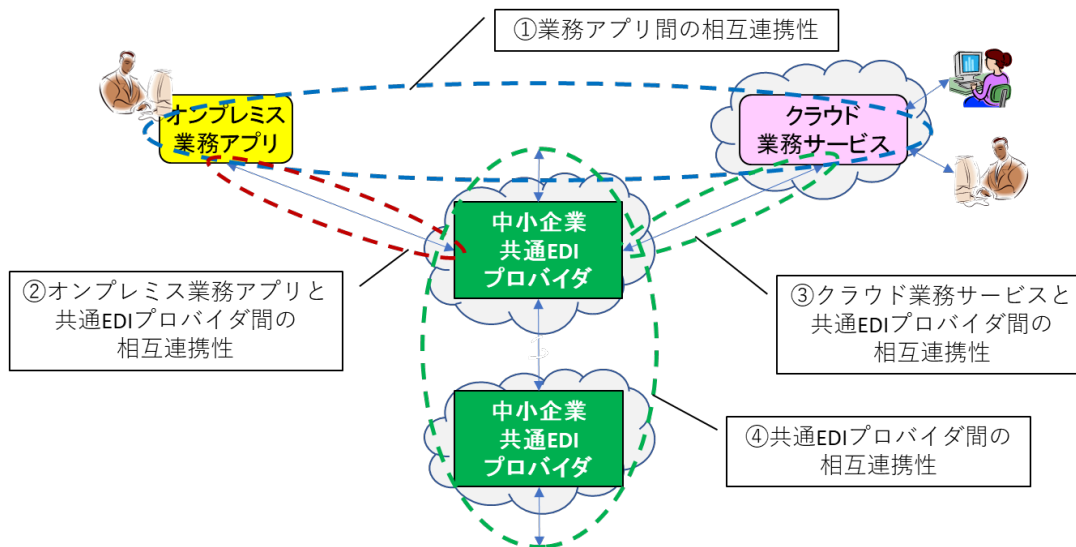 ①業務アプリ間の相互連携性
オンプレミス
業務アプリ
クラウド
業務サービス
中小企業
共通EDI
プロバイダ
②オンプレミス業務アプリと
共通EDIプロバイダ間の
相互連携性
③クラウド業務サービスと
共通EDIプロバイダ間の
相互連携性
中小企業
共通EDI
プロバイダ
④共通EDIプロバイダ間の
相互連携性